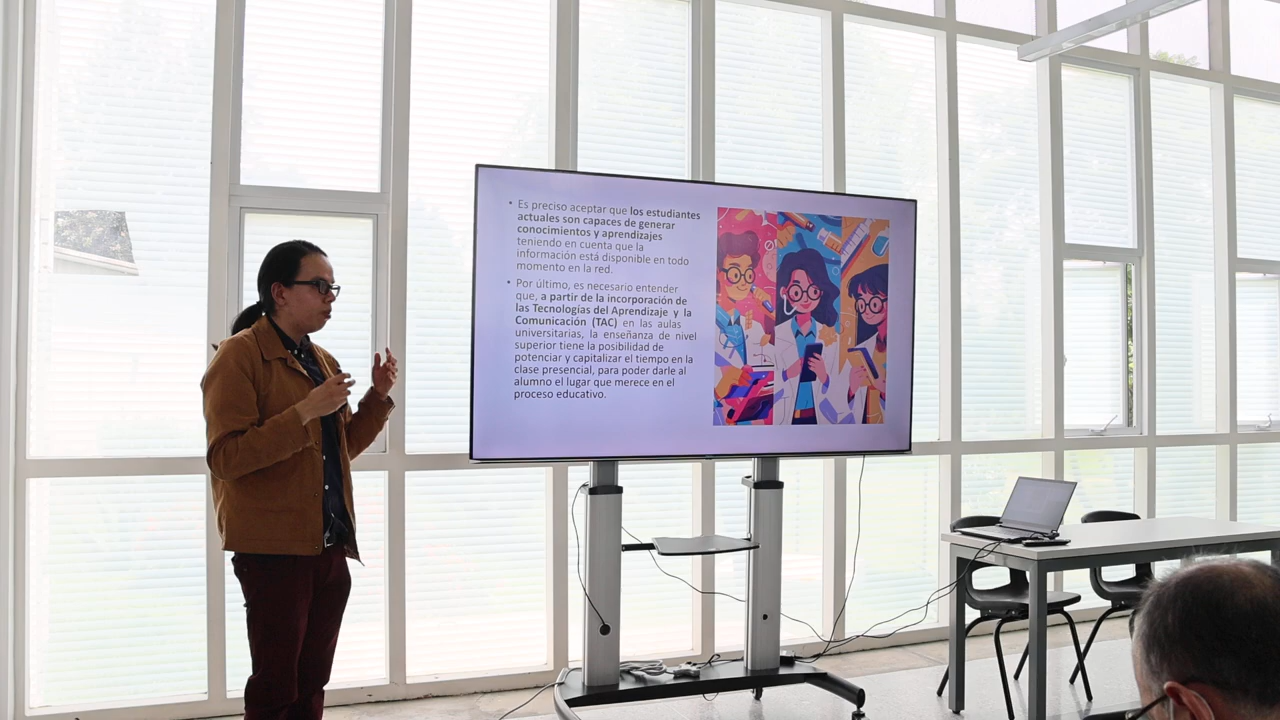 • Es preciso aceptar que los estudiantes
actuales son capaces de generar
conocimientos y aprendizajes
teniendo en cuenta que la
información está disponible en todo
momento en la red.
• Por último, es necesario entender
que, a partir de la incorporación de
las Tecnologías del Aprendizaje y la
Comunicación (TAC) en las aulas
universitarias, la enseñanza de nivel
superior tiene la posibilidad de
potenciar y capitalizar el tiempo en la
clase presencial, para poder darle al
alumno el lugar que merece en el
proceso educativo.